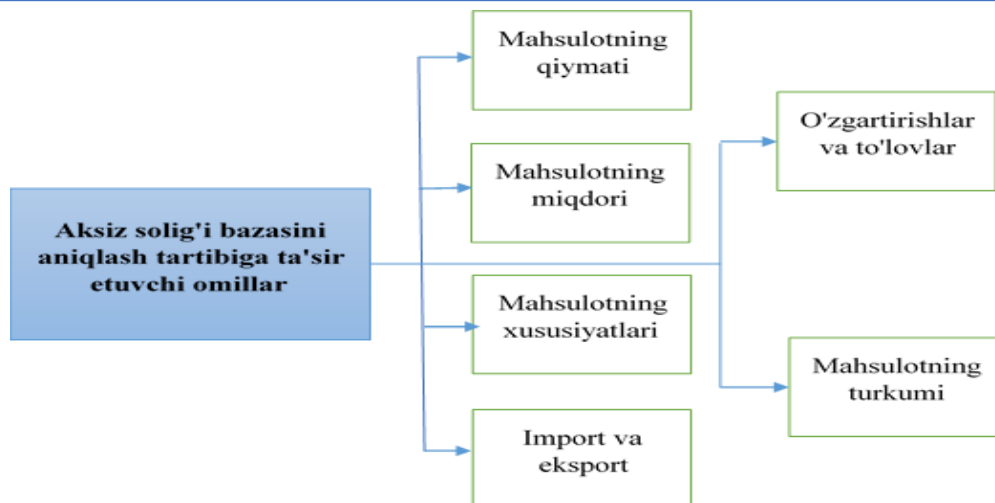 Aksiz solig'i bazasini
aniqlash tartibiga ta'sir
etuvchi omillar
Mahsulotning
qiymati
Mahsulotning
miqdori
Mahsulotning
xususiyatlari
Import va
eksport
O'zgartirishlar
va to'lovlar
Mahsulotning
turkumi